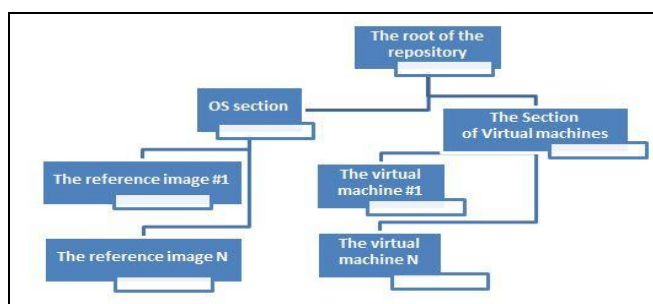 The root of the
repository
OS section
The Section
of Virtual machines
The reference image #1
The virtual
machine #1
The reference image N
The virtual
machine N